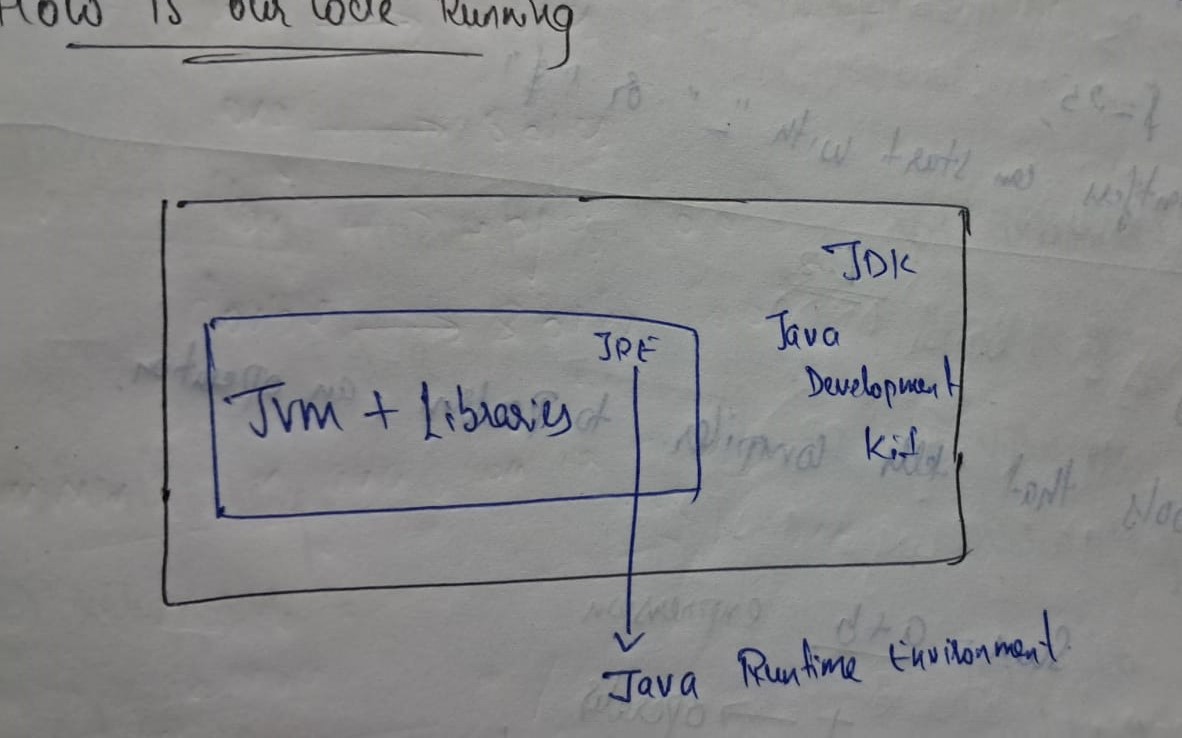 How is our code Running
JDK
Java
Development
Kit
JRE
Jvm + Libraries
Java Runtime Environment